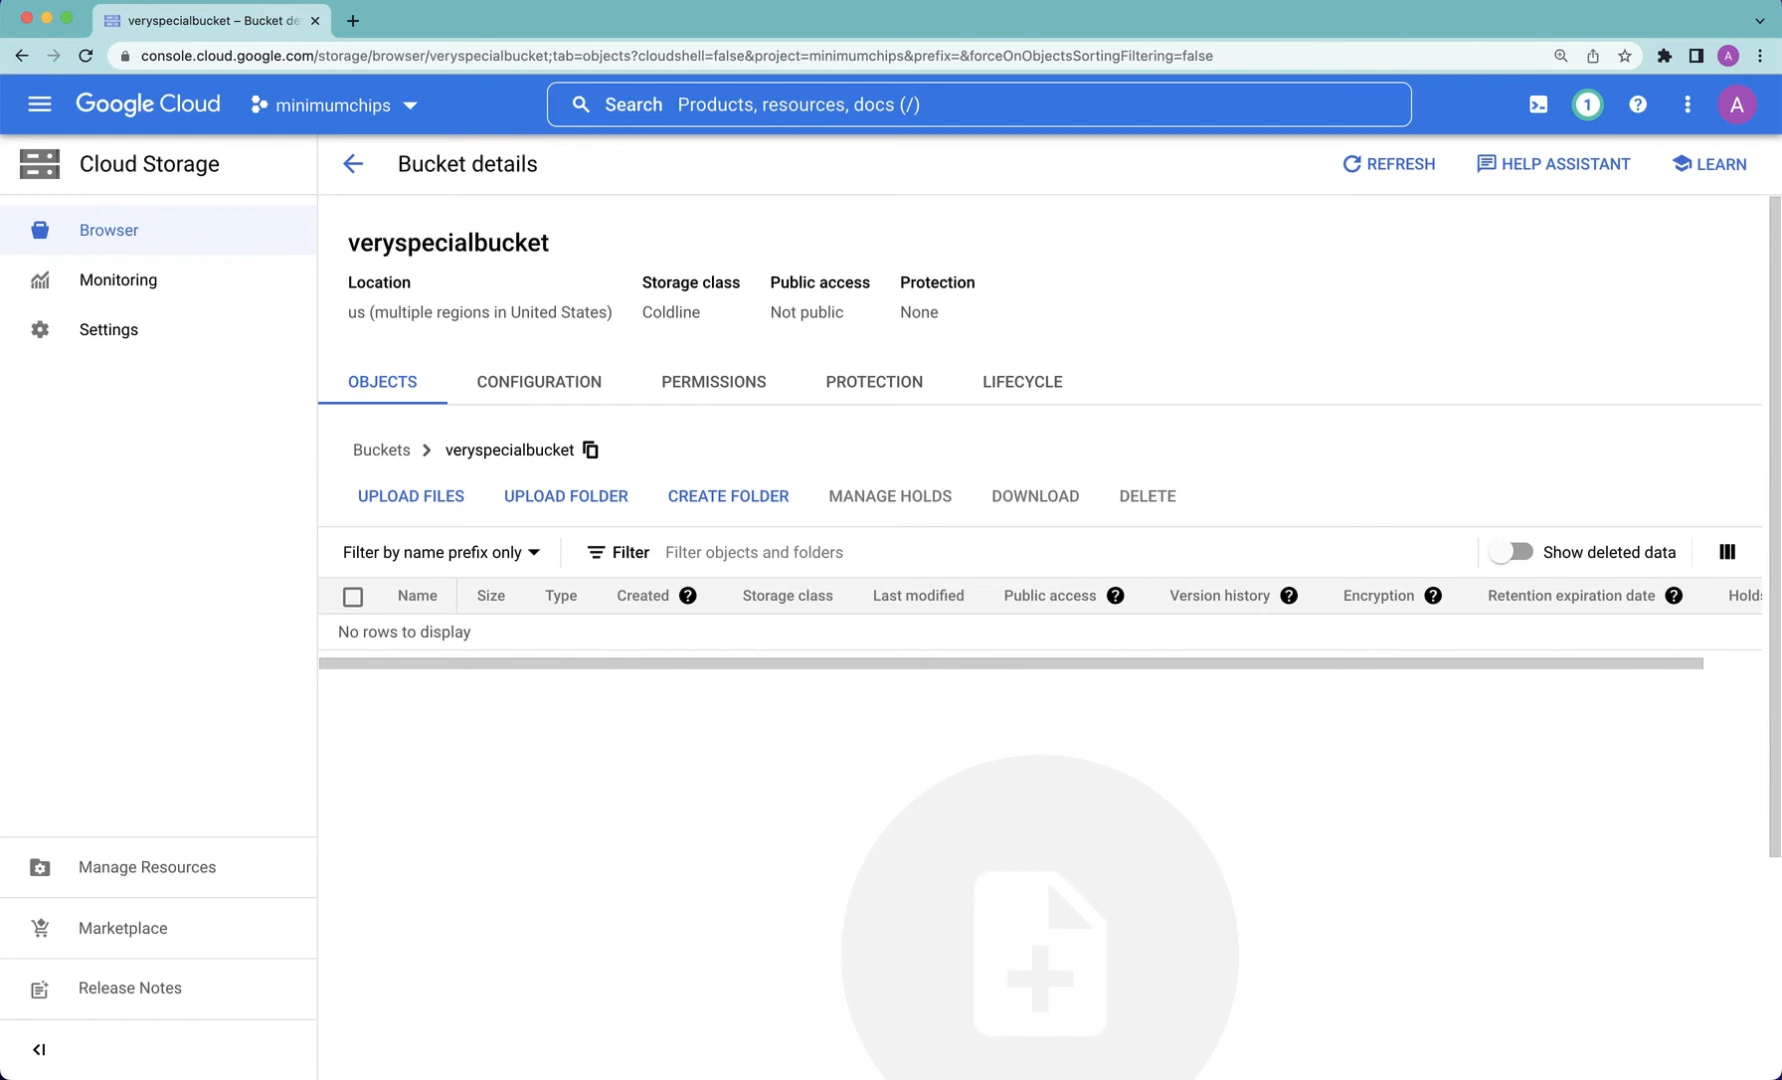 veryspecialbucket – Bucket de
console.cloud.google.com/storage/browser/veryspecialbucket;tab=objects?cloudshell=false&project=minimumchips&prefix=&forceOnObjectsSortingFiltering=false
A
Google Cloud
minimumchips
Search Products, resources, docs (/)
1
A
Cloud Storage
Bucket details
REFRESH
HELP ASSISTANT
LEARN
Browser
Monitoring
Settings
veryspecialbucket
Location Storage class Public access Protection
us (multiple regions in United States) Coldline Not public None
OBJECTS CONFIGURATION PERMISSIONS PROTECTION LIFECYCLE
Buckets veryspecialbucket
UPLOAD FILES UPLOAD FOLDER CREATE FOLDER MANAGE HOLDS DOWNLOAD DELETE
Filter by name prefix only Filter Filter objects and folders Show deleted data
Name Size Type Created Storage class Last modified Public access Version history Encryption Retention expiration date Holds
No rows to display
Manage Resources
Marketplace
Release Notes